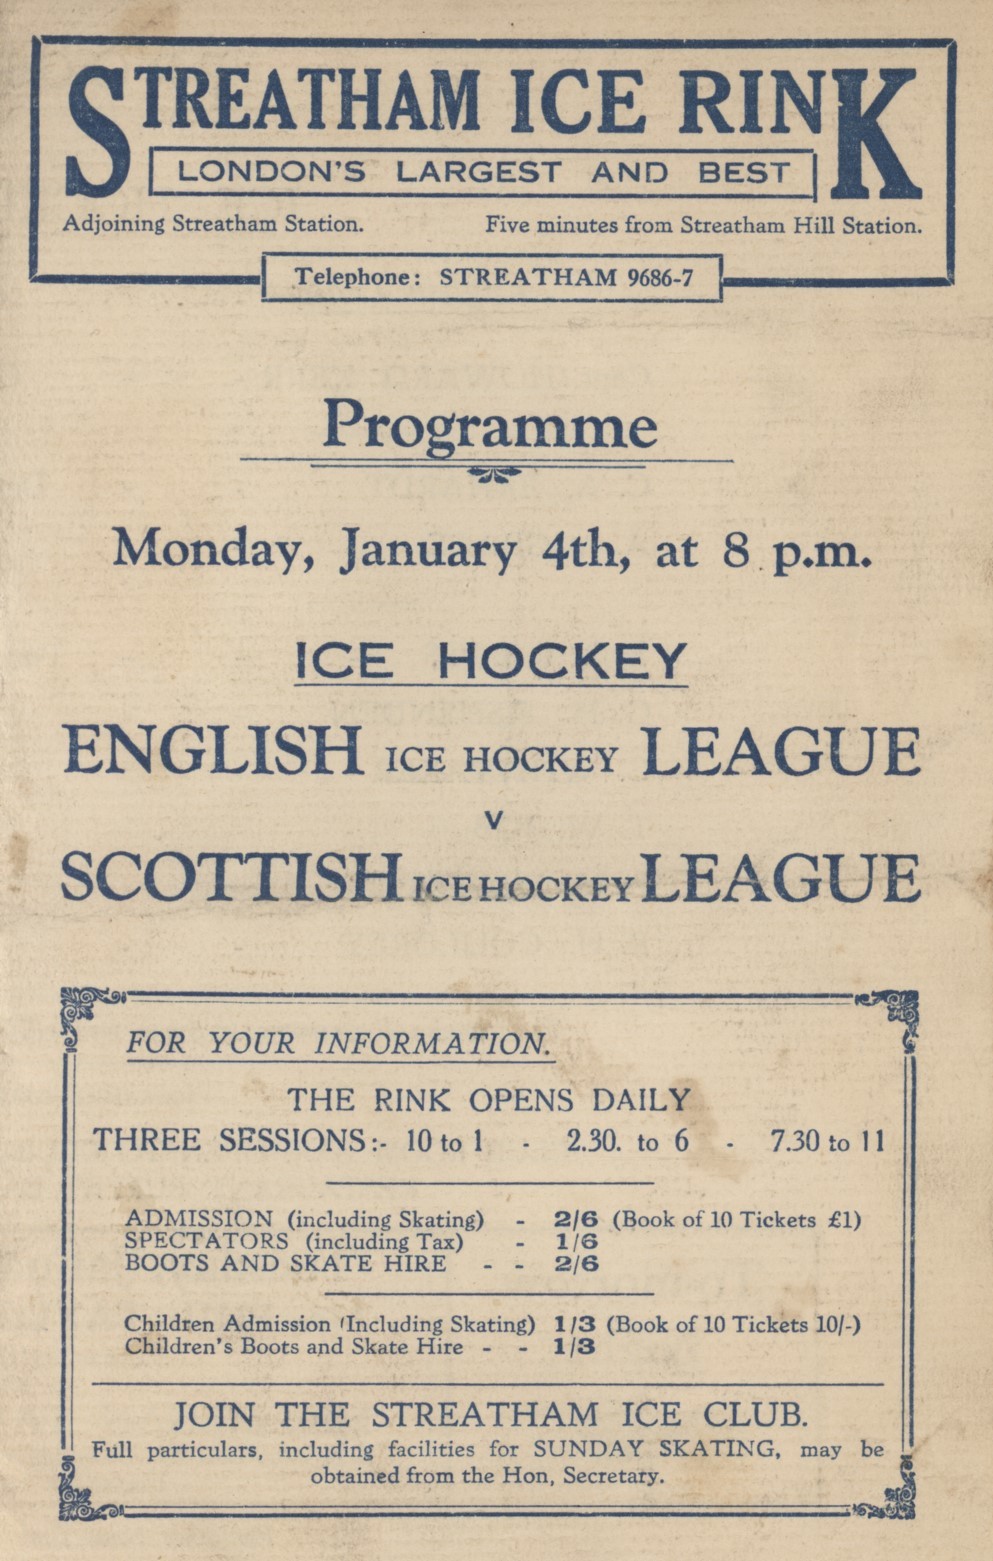 STREATHAM ICE RINK
LONDON'S LARGEST AND BEST
Adjoining Streatham Station. Five minutes from Streatham Hill Station.
Telephone: STREATHAM 9686-7
Programme
Monday, January 4th, at 8 p.m.
ICE HOCKEY
ENGLISH ICE HOCKEY LEAGUE
v
SCOTTISH ICE HOCKEY LEAGUE
FOR YOUR INFORMATION.
THE RINK OPENS DAILY
THREE SESSIONS:- 10 to 1 - 2.30. to 6 - 7.30 to 11
ADMISSION (including Skating) - 2/6 (Book of 10 Tickets £1)
SPECTATORS (including Tax) - 1/6
BOOTS AND SKATE HIRE - - 2/6
Children Admission (Including Skating) 1/3 (Book of 10 Tickets 10/-)
Children's Boots and Skate Hire - - 1/3
JOIN THE STREATHAM ICE CLUB.
Full particulars, including facilities for SUNDAY SKATING, may be
obtained from the Hon, Secretary.